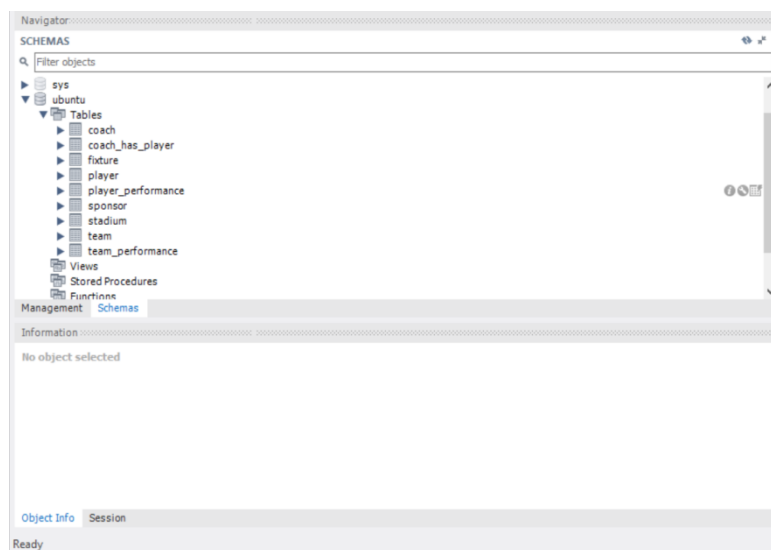 Navigator
SCHEMAS
Filter objects
sys
ubuntu
Tables
coach
coach_has_player
fixture
player
player_performance
sponsor
stadium
team
team_performance
Views
Stored Procedures
Functions
Management Schemas
Information
No object selected
Object Info Session
Ready